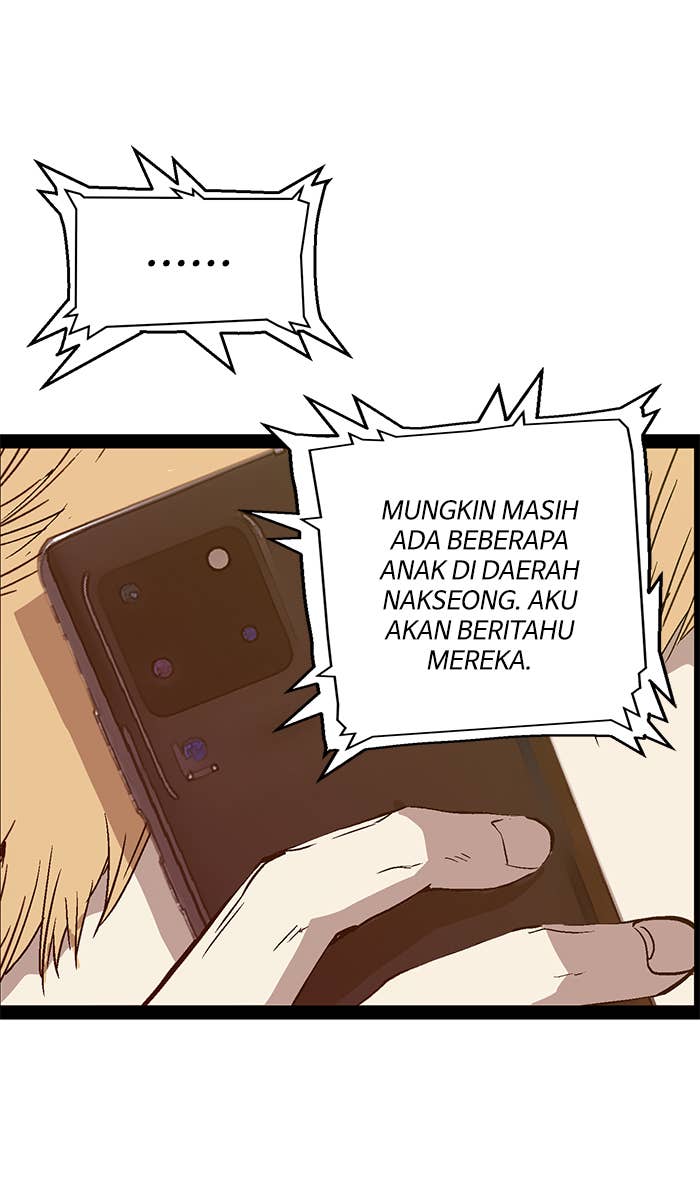 ......
MUNGKIN MASIH
ADA BEBERAPA
ANAK DI DAERAH
NAKSEONG. AKU
AKAN BERITAHU
MEREKA.